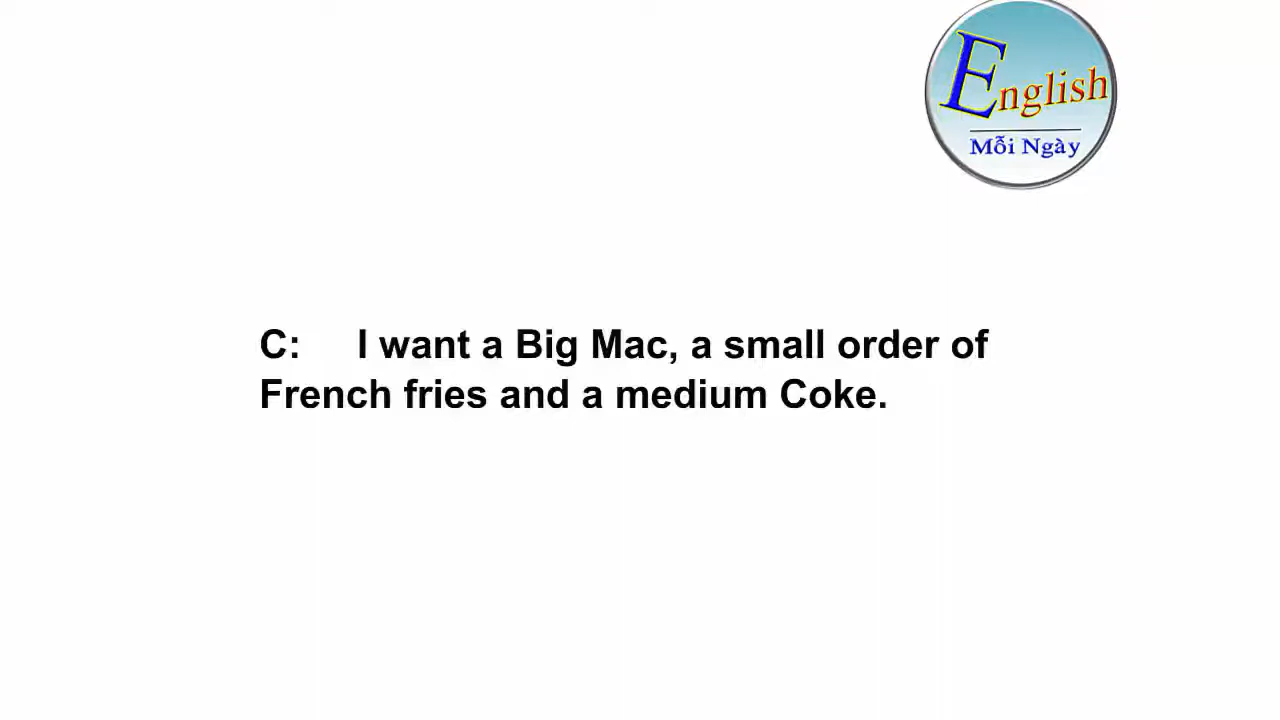 English
Mỗi Ngày
C: I want a Big Mac, a small order of
French fries and a medium Coke.